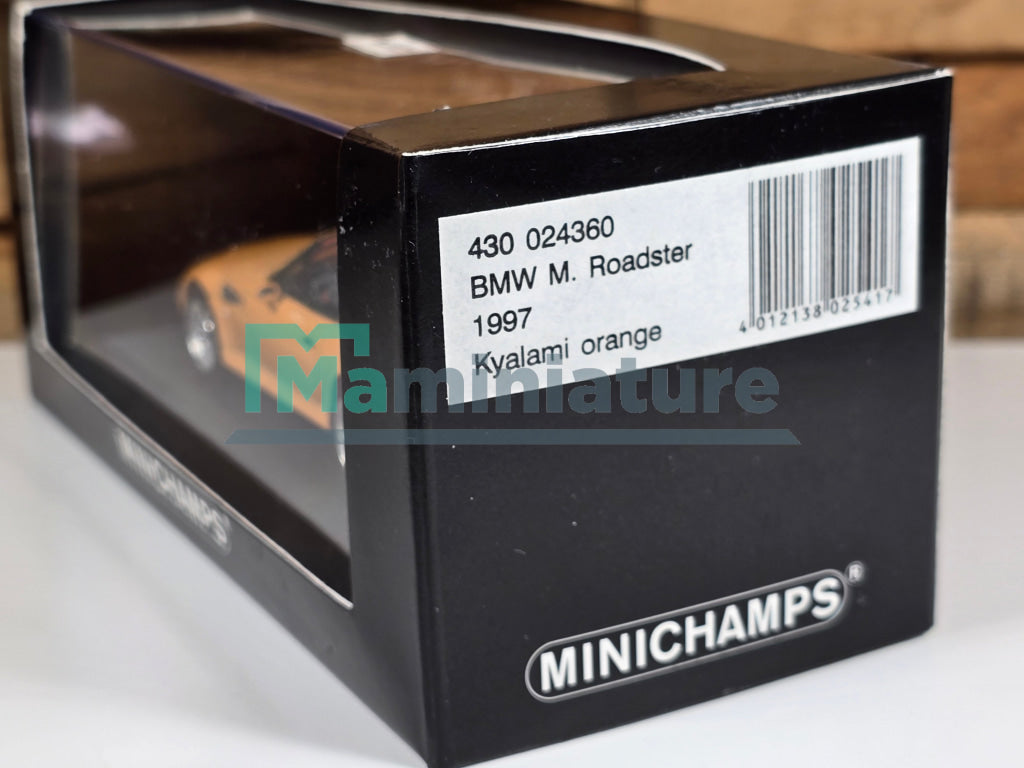 430 024360
BMW M. Roadster
1997
Kyalami orange
4 012138 025417
Maminiature
MINICHAMPS®
MINICHAMPS